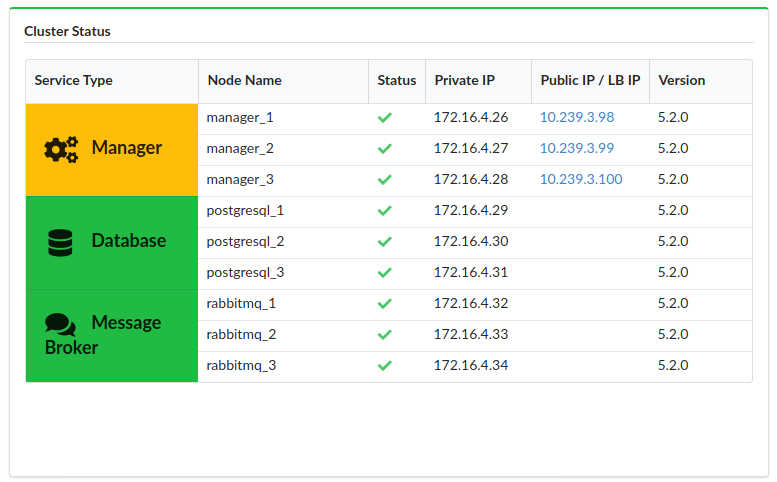 Cluster Status
Service Type Node Name Status Private IP Public IP / LB IP Version
Manager
manager_1 172.16.4.26 10.239.3.98 5.2.0
manager_2 172.16.4.27 10.239.3.99 5.2.0
manager_3 172.16.4.28 10.239.3.100 5.2.0
Database
postgresql_1 172.16.4.29 5.2.0
postgresql_2 172.16.4.30 5.2.0
postgresql_3 172.16.4.31 5.2.0
Message
Broker
rabbitmq_1 172.16.4.32 5.2.0
rabbitmq_2 172.16.4.33 5.2.0
rabbitmq_3 172.16.4.34 5.2.0